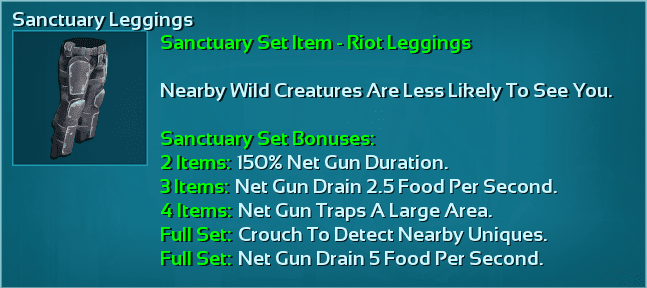 Sanctuary Leggings
Sanctuary Set Item - Riot Leggings
Nearby Wild Creatures Are Less Likely To See You.
Sanctuary Set Bonuses:
2 Items: 150% Net Gun Duration.
3 Items: Net Gun Drain 2.5 Food Per Second.
4 Items: Net Gun Traps A Large Area.
Full Set: Crouch To Detect Nearby Uniques.
Full Set: Net Gun Drain 5 Food Per Second.